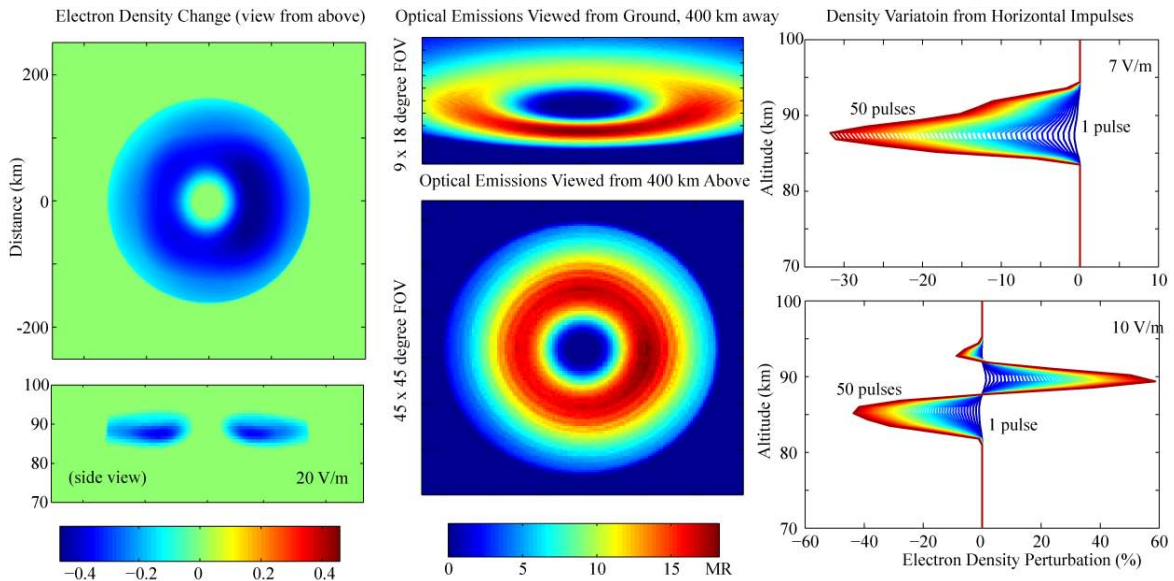 Electron Density Change (view from above)
Distance (km)
200
0
-200
100
90
80
70
(side view)
20 V/m
−0.4
−0.2
0
0.2
0.4
Optical Emissions Viewed from Ground, 400 km away
9 x 18 degree FOV
Optical Emissions Viewed from 400 km Above
45 x 45 degree FOV
0
5
10
15
MR
Density Variatoin from Horizontal Impulses
Altitude (km)
100
90
80
70
7 V/m
50 pulses
1 pulse
−30
−20
−10
0
10
Altitude (km)
100
90
80
70
10 V/m
50 pulses
1 pulse
−60
−40
−20
0
20
40
60
Electron Density Perturbation (%)